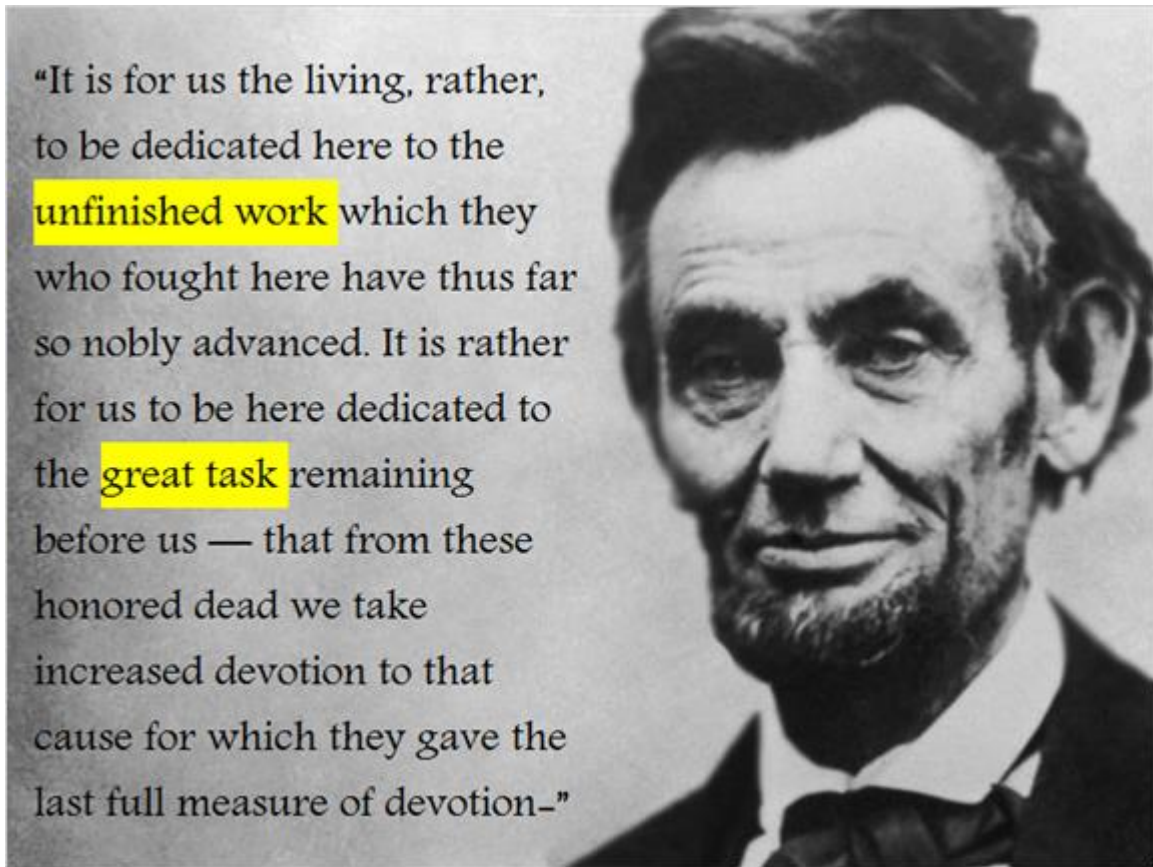 “It is for us the living, rather,
to be dedicated here to the
unfinished work which they
who fought here have thus far
so nobly advanced. It is rather
for us to be here dedicated to
the great task remaining
before us — that from these
honored dead we take
increased devotion to that
cause for which they gave the
last full measure of devotion–”